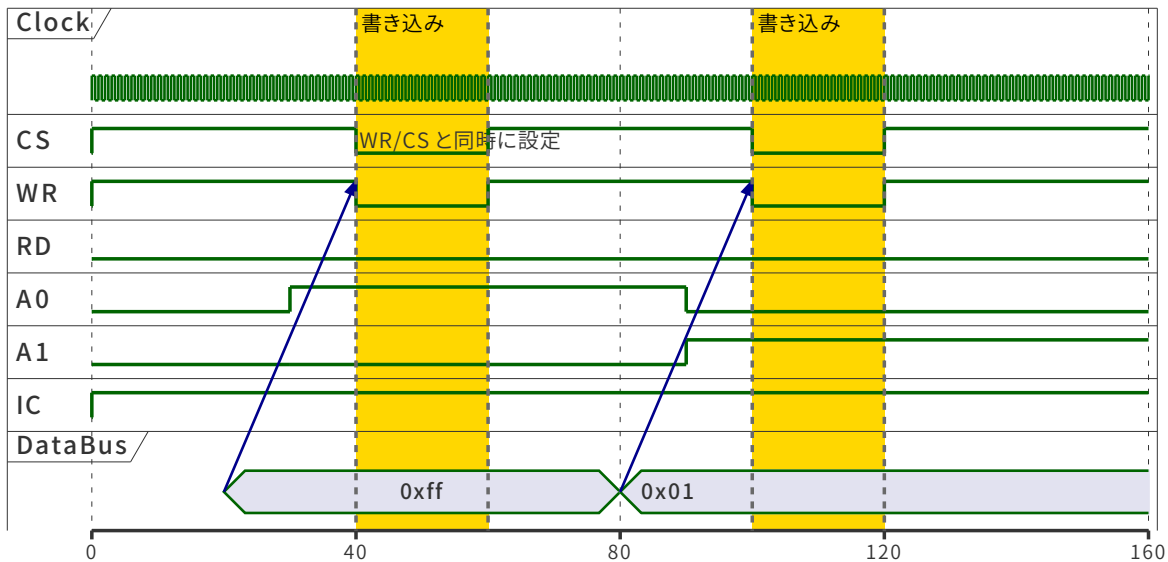 Clock
書き込み
書き込み
CS
WR/CS と同時に設定
WR
RD
A0
A1
IC
DataBus
0xff
0x01
0
40
80
120
160